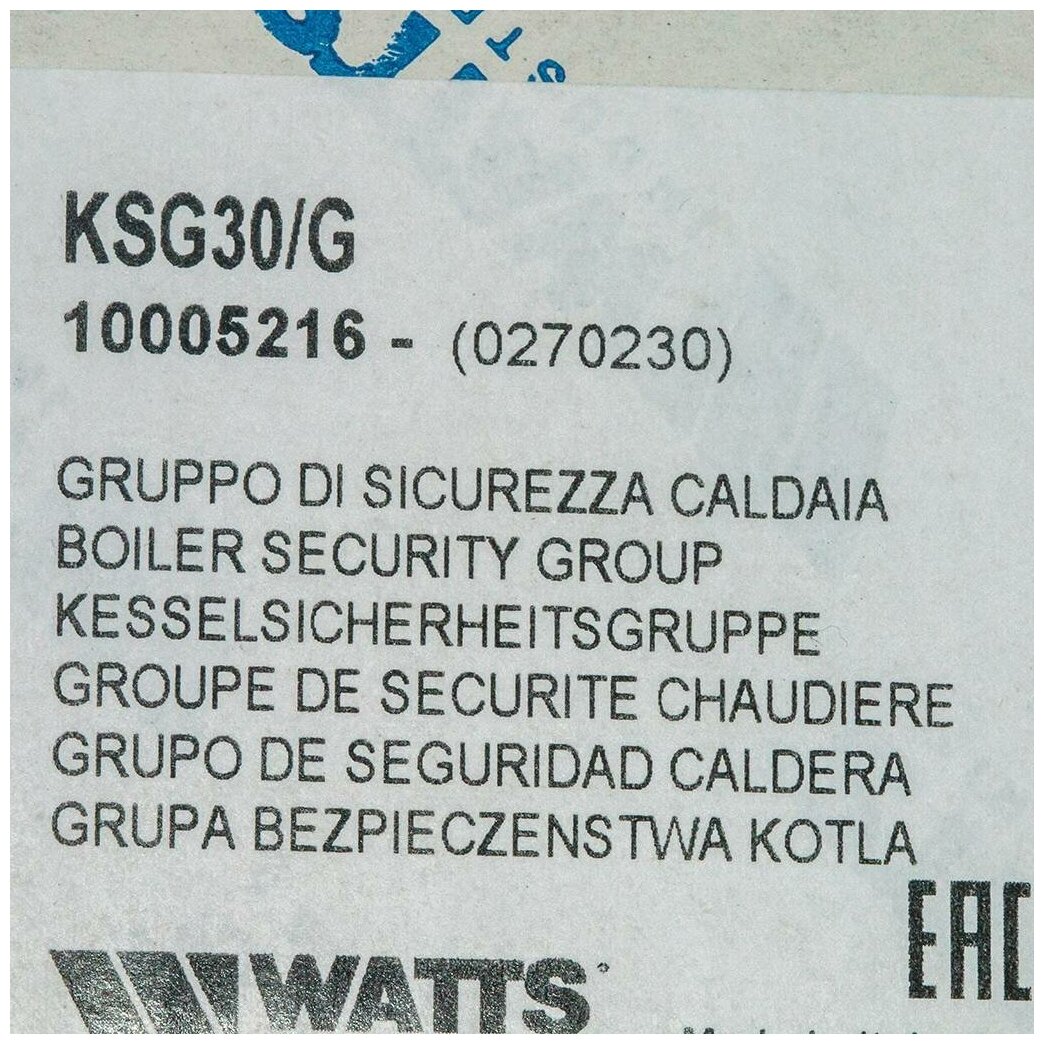 KSG30/G
10005216 - (0270230)
GRUPPO DI SICUREZZA CALDAIA
BOILER SECURITY GROUP
KESSELSICHERHEITSGRUPPE
GROUPE DE SECURITE CHAUDIERE
GRUPO DE SEGURIDAD CALDERA
GRUPA BEZPIECZENSTWA KOTLA
EAC
WATTS